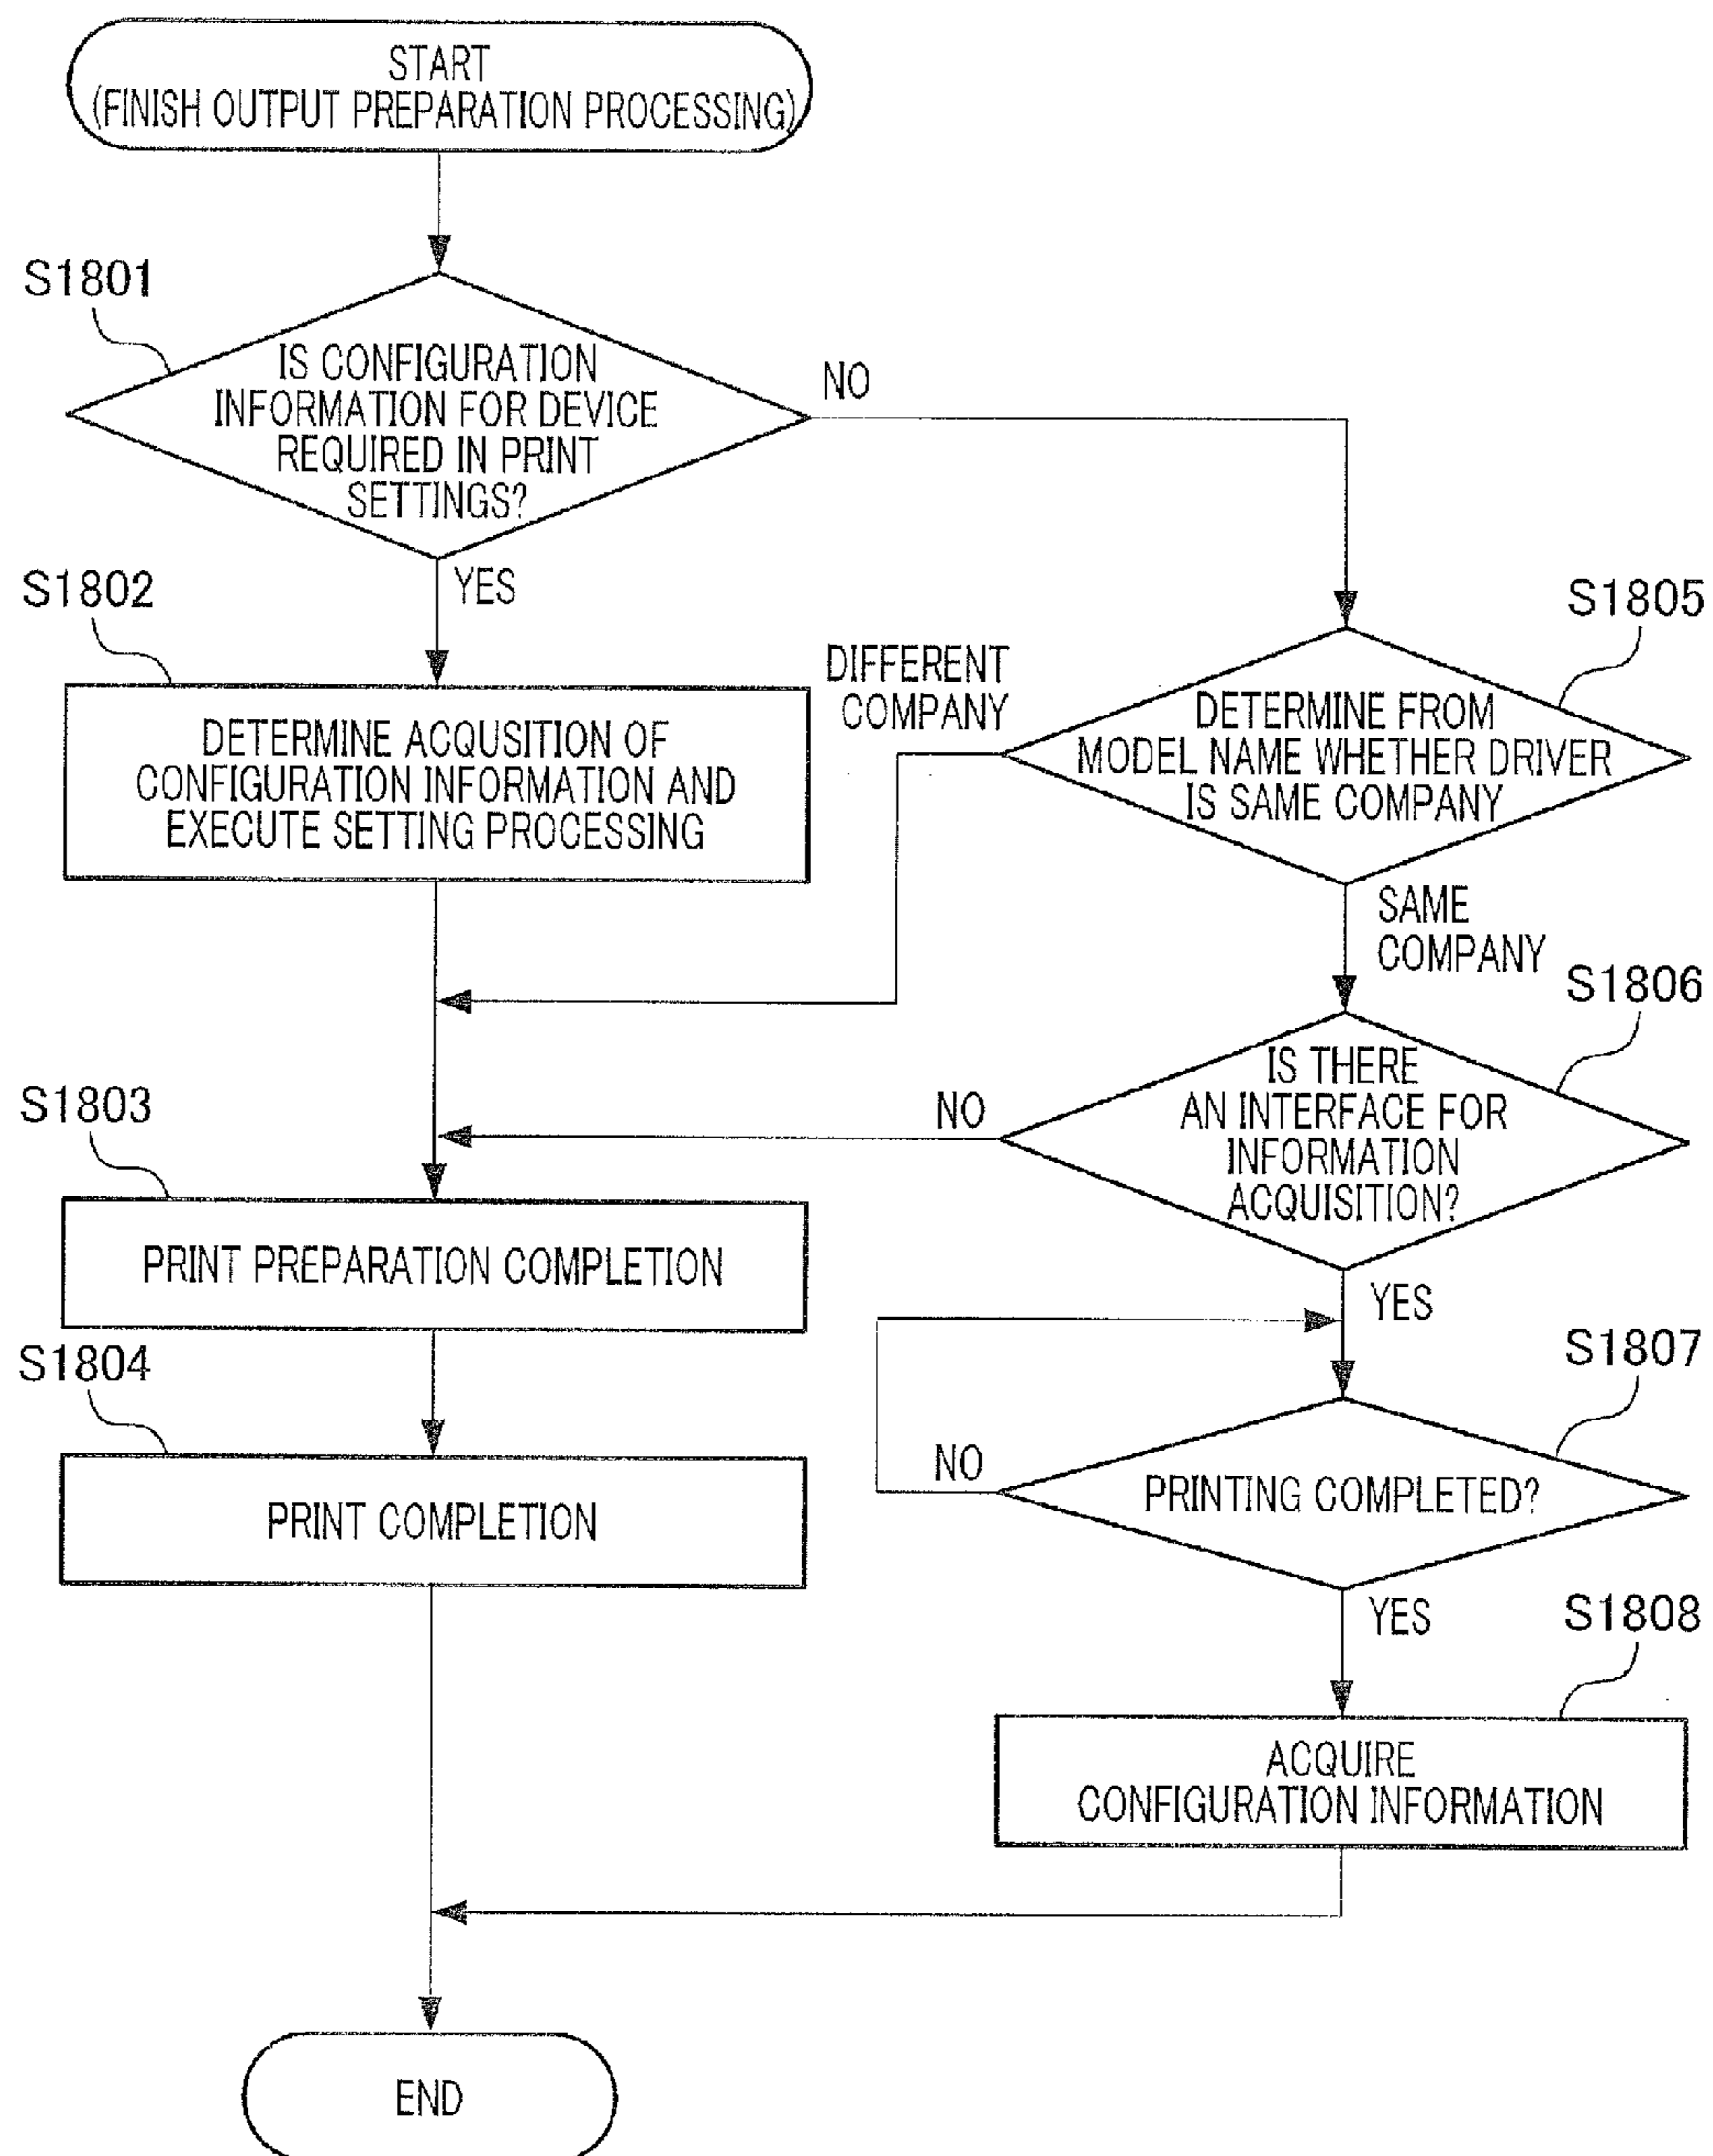 START
(FINISH OUTPUT PREPARATION PROCESSING)
S1801
IS CONFIGURATION
INFORMATION FOR DEVICE
REQUIRED IN PRINT
SETTINGS?
NO
YES
S1802
DETERMINE ACQUSITION OF
CONFIGURATION INFORMATION AND
EXECUTE SETTING PROCESSING
S1805
DIFFERENT
COMPANY
DETERMINE FROM
MODEL NAME WHETHER DRIVER
IS SAME COMPANY
SAME
COMPANY
S1806
IS THERE
AN INTERFACE FOR
INFORMATION
ACQUISITION?
NO
YES
S1803
PRINT PREPARATION COMPLETION
S1804
PRINT COMPLETION
S1807
PRINTING COMPLETED?
NO
YES
S1808
ACQUIRE
CONFIGURATION INFORMATION
END